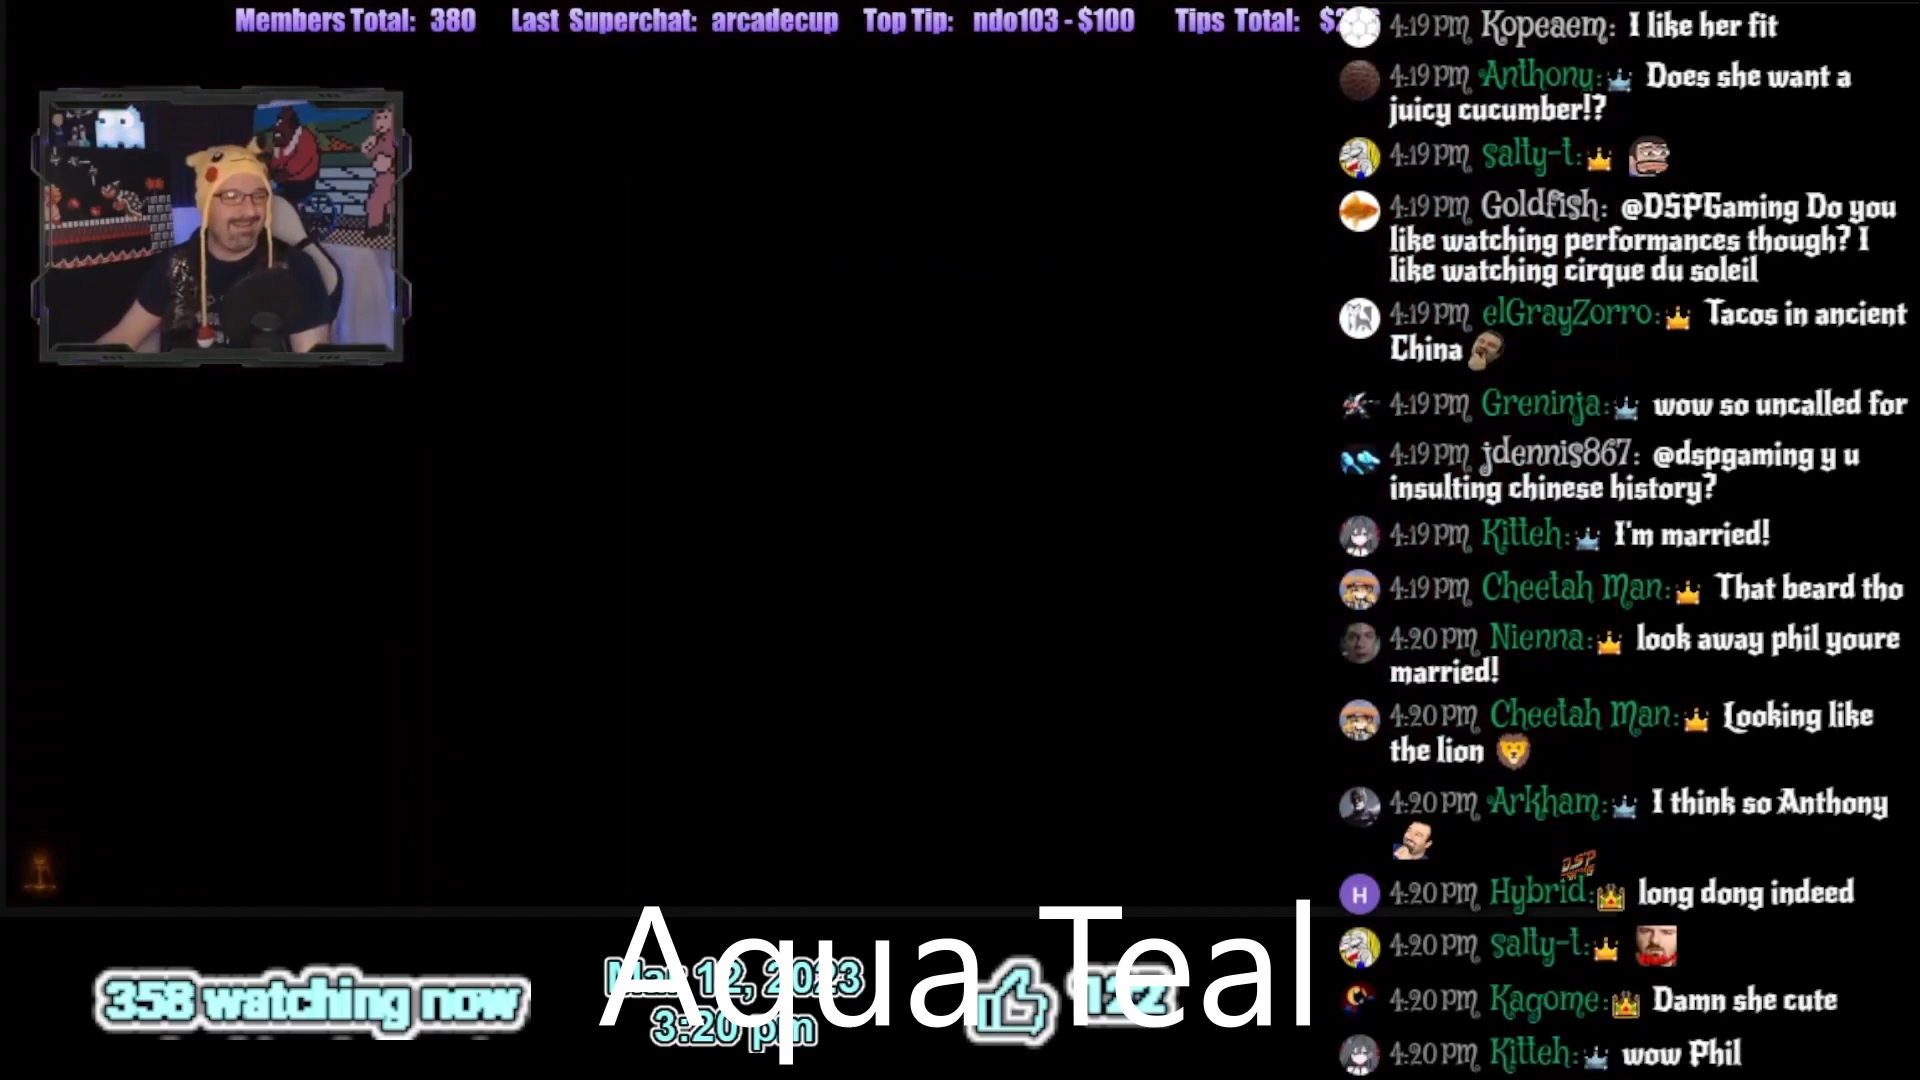 Members Total: 380 Last Superchat: arcadecup Top Tip: ndo103 - $100 Tips Total:
4:19 PM Kopeaem: I like her fit
4:19 PM Anthony: Does she want a
juicy cucumber!?
4:19 PM salty-t:
4:19 PM Goldfish: @DSPGaming Do you
like watching performances though? I
like watching cirque du soleil
4:19 PM elGrayZorro: Tacos in ancient
China
4:19 PM Greninja: wow so uncalled for
4:19 PM jdennis867: @dspgaming y u
insulting chinese history?
4:19 PM Kitteh: I'm married!
4:19 PM Cheetah Man: That beard tho
4:20 PM Nienna: look away phil youre
married!
4:20 PM Cheetah Man: Looking like
the lion
4:20 PM Arkham: I think so Anthony
DSP
H 4:20 PM Hybrid: long dong indeed
4:20 PM salty-t:
4:20 PM Kagome: Damn she cute
4:20 PM Kitteh: wow Phil
358 watching now
Mar 12, 2023
3:20 pm
122
Aqua Teal